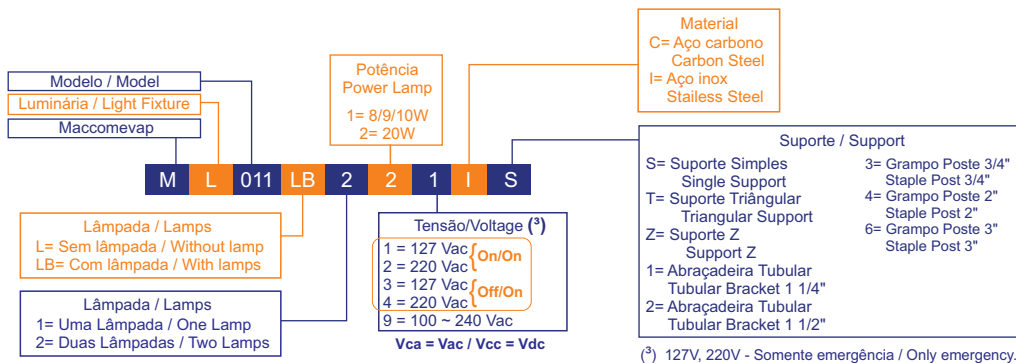 Material
C= Aço carbono
Carbon Steel
I= Aço inox
Stailess Steel
Potência
Power Lamp
1= 8/9/10W
2= 20W
Modelo / Model
Luminária / Light Fixture
Maccomevap
M L 011 LB 2 2 1 I S
Suporte / Support
S= Suporte Simples
Single Support
T= Suporte Triângular
Triangular Support
Z= Suporte Z
Support Z
1= Abraçadeira Tubular
Tubular Bracket 1 1/4"
2= Abraçadeira Tubular
Tubular Bracket 1 1/2"
3= Grampo Poste 3/4"
Staple Post 3/4"
4= Grampo Poste 2"
Staple Post 2"
6= Grampo Poste 3"
Staple Post 3"
Lâmpada / Lamps
L= Sem lâmpada / Without lamp
LB= Com lâmpada / With lamps
Lâmpada / Lamps
1= Uma Lâmpada / One Lamp
2= Duas Lâmpadas / Two Lamps
Tensão/Voltage (³)
1 = 127 Vac
2 = 220 Vac
On/On
3 = 127 Vac
4 = 220 Vac
Off/On
9 = 100 ~ 240 Vac
Vca = Vac / Vcc = Vdc
(³) 127V, 220V - Somente emergência / Only emergency.